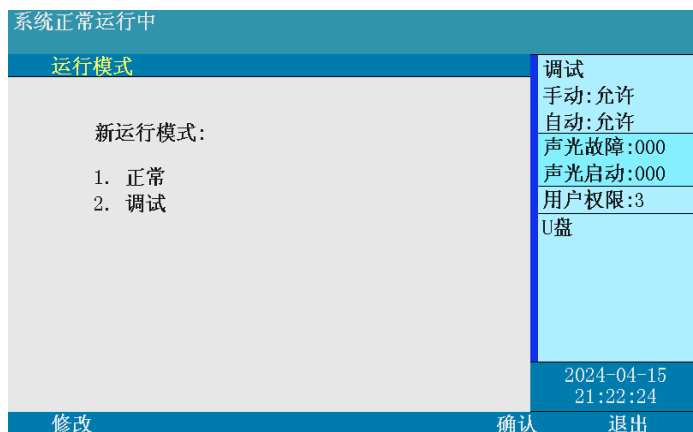 系统正常运行中
运行模式
新运行模式:
1. 正常
2. 调试
调试
手动:允许
自动:允许
声光故障:000
声光启动:000
用户权限:3
U盘
2024-04-15
21:22:24
修改 确认 退出